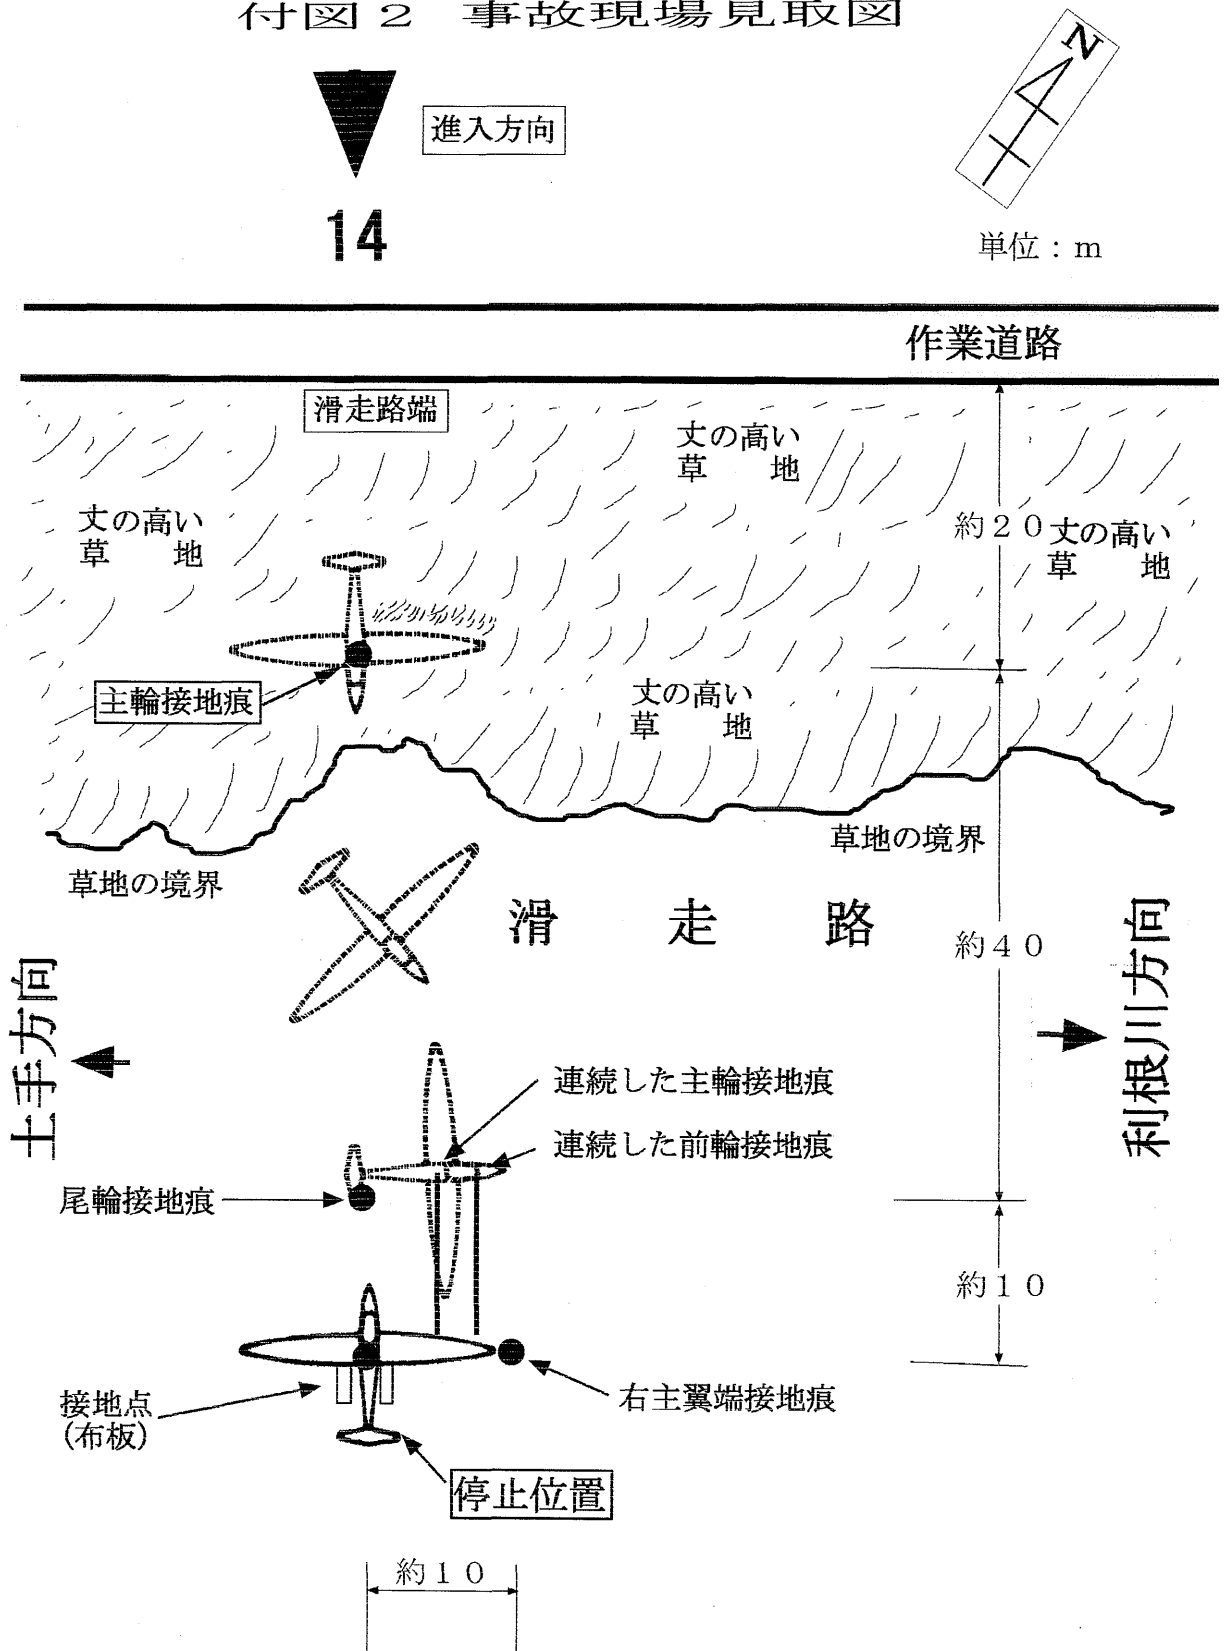 付図２ 事故現場見取図
N
進入方向
14
単位：m
作業道路
滑走路端
丈の高い
草　地
丈の高い
草　地
約２０
丈の高い
草　地
主輪接地痕
丈の高い
草　地
草地の境界
草地の境界
滑　走　路
約４０
土手方向
利根川方向
連続した主輪接地痕
連続した前輪接地痕
尾輪接地痕
約１０
接地点
(布板)
右主翼端接地痕
停止位置
約１０